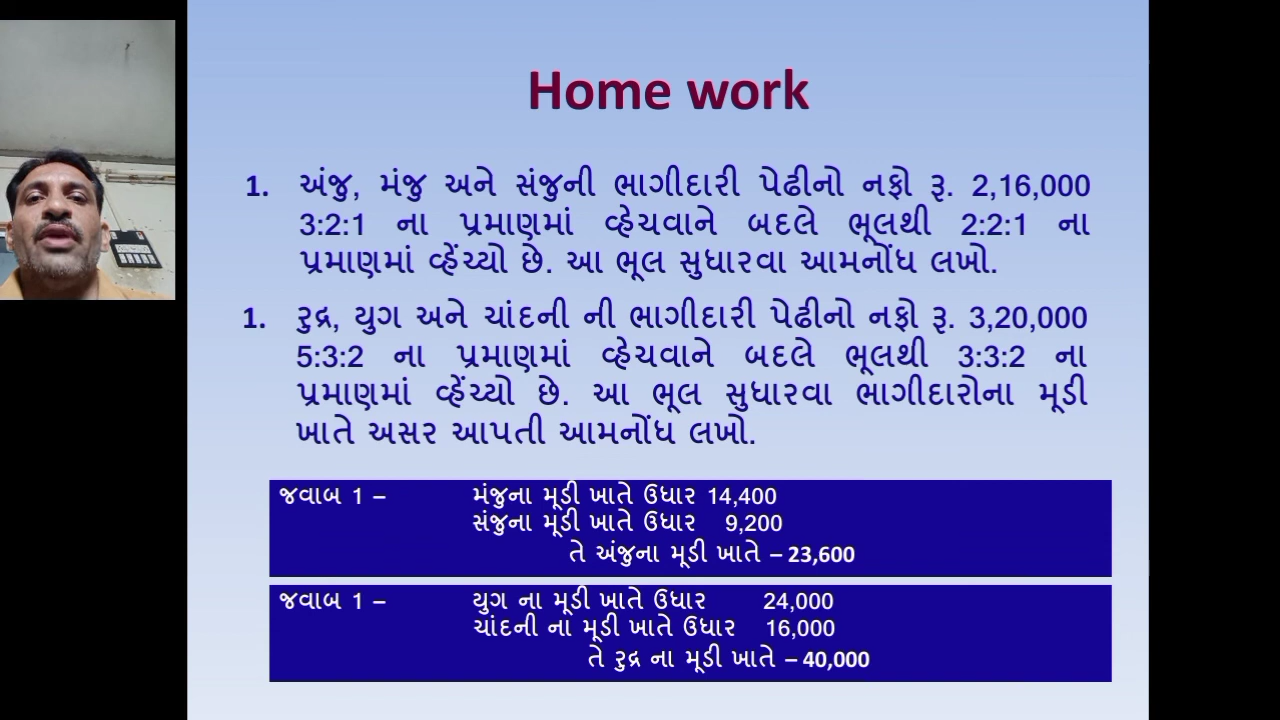 Home work
1. અંજુ, મંજુ અને સંજુની ભાગીદારી પેઢીનો નફો રૂ. 2,16,000
3:2:1 ના પ્રમાણમાં વ્હેચવાને બદલે ભૂલથી 2:2:1 ના
પ્રમાણમાં વ્હેંચ્યો છે. આ ભૂલ સુધારવા આમનોંધ લખો.
1. રુદ્ર, યુગ અને ચાંદની ની ભાગીદારી પેઢીનો નફો રૂ. 3,20,000
5:3:2 ના પ્રમાણમાં વ્હેચવાને બદલે ભૂલથી 3:3:2 ના
પ્રમાણમાં વ્હેંચ્યો છે. આ ભૂલ સુધારવા ભાગીદારોના મૂડી
ખાતે અસર આપતી આમનોંધ લખો.
જવાબ 1 – મંજુના મૂડી ખાતે ઉધાર 14,400
સંજુના મૂડી ખાતે ઉધાર 9,200
તે અંજુના મૂડી ખાતે – 23,600
જવાબ 1 – યુગ ના મૂડી ખાતે ઉધાર 24,000
ચાંદની ના મૂડી ખાતે ઉધાર 16,000
તે રુદ્ર ના મૂડી ખાતે – 40,000